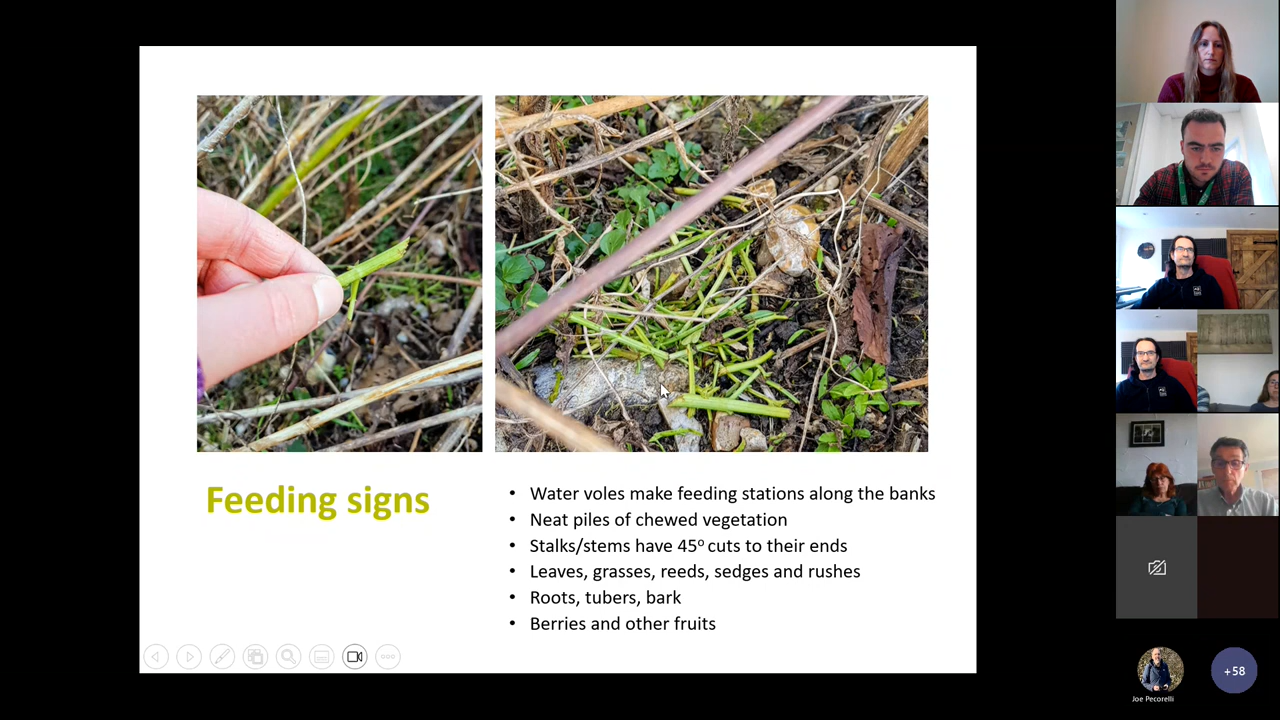 Feeding signs
• Water voles make feeding stations along the banks
• Neat piles of chewed vegetation
• Stalks/stems have 45º cuts to their ends
• Leaves, grasses, reeds, sedges and rushes
• Roots, tubers, bark
• Berries and other fruits
Joe Pecorelli
+58